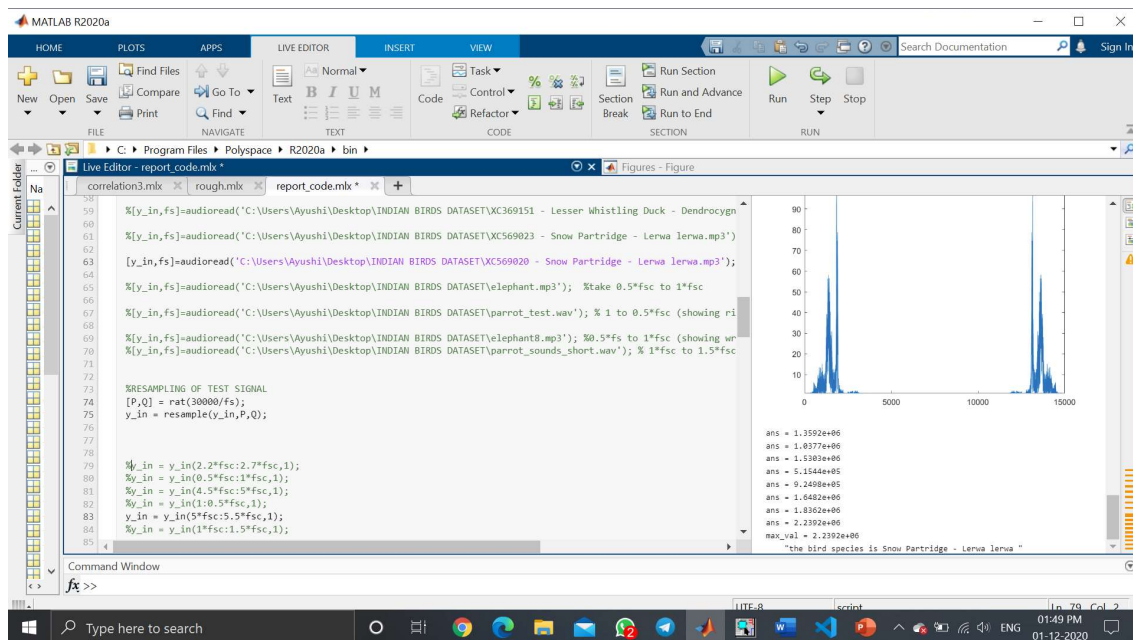 MATLAB R2020a
HOME PLOTS APPS LIVE EDITOR INSERT VIEW Search Documentation Sign In
New Open Save Find Files Compare Print Go To Find Text Normal B I U M Code Task Control Refactor Section Break Run Section Run and Advance Run to End Run Step Stop
FILE NAVIGATE TEXT CODE SECTION RUN
C: Program Files Polyspace R2020a bin
Current Folder
Na
Live Editor - report_code.mlx * Figures - Figure
correlation3.mlx rough.mlx report_code.mlx *
58
59 %[y_in,fs]=audioread('C:\Users\Ayushi\Desktop\INDIAN BIRDS DATASET\XC369151 - Lesser Whistling Duck - Dendrocygn
60
61 %[y_in,fs]=audioread('C:\Users\Ayushi\Desktop\INDIAN BIRDS DATASET\XC569023 - Snow Partridge - Lerwa lerwa.mp3')
62
63 [y_in,fs]=audioread('C:\Users\Ayushi\Desktop\INDIAN BIRDS DATASET\XC569020 - Snow Partridge - Lerwa lerwa.mp3');
64
65 %[y_in,fs]=audioread('C:\Users\Ayushi\Desktop\INDIAN BIRDS DATASET\elephant.mp3'); %take 0.5*fsc to 1*fsc
66
67 %[y_in,fs]=audioread('C:\Users\Ayushi\Desktop\INDIAN BIRDS DATASET\parrot_test.wav'); % 1 to 0.5*fsc (showing ri
68
69 %[y_in,fs]=audioread('C:\Users\Ayushi\Desktop\INDIAN BIRDS DATASET\elephant8.mp3'); %0.5*fs to 1*fsc (showing wr
70 %[y_in,fs]=audioread('C:\Users\Ayushi\Desktop\INDIAN BIRDS DATASET\parrot_sounds_short.wav'); % 1*fsc to 1.5*fsc
71
72
73 %RESAMPLING OF TEST SIGNAL
74 [P,Q] = rat(30000/fs);
75 y_in = resample(y_in,P,Q);
76
77
78
79 %y_in = y_in(2.2*fsc:2.7*fsc,1);
80 %y_in = y_in(0.5*fsc:1*fsc,1);
81 %y_in = y_in(4.5*fsc:5*fsc,1);
82 %y_in = y_in(1:0.5*fsc,1);
83 y_in = y_in(5*fsc:5.5*fsc,1);
84 %y_in = y_in(1*fsc:1.5*fsc,1);
85
90
80
70
60
50
40
30
20
10
0 5000 10000 15000
ans = 1.3592e+06
ans = 1.0377e+06
ans = 1.5303e+06
ans = 5.1544e+05
ans = 9.2498e+05
ans = 1.6482e+06
ans = 1.8362e+06
ans = 2.2392e+06
max_val = 2.2392e+06
"the bird species is Snow Partridge - Lerwa lerwa "
Command Window
fx >>
UTF-8 script Ln 79 Col 2
Type here to search ENG 01:49 PM
01-12-2020